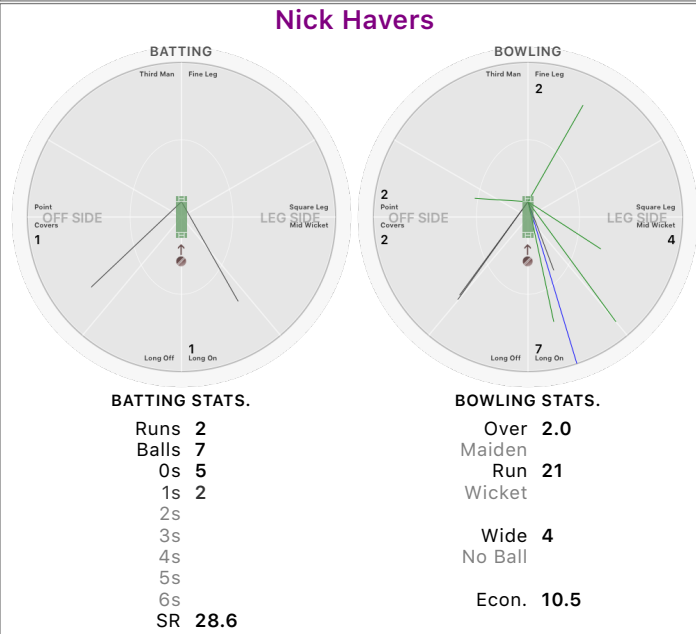 Nick Havers
BATTING
BOWLING
Third Man Fine Leg
Third Man Fine Leg
2
2
Point
Square Leg
Point
Square Leg
OFF SIDE
LEG SIDE
OFF SIDE
LEG SIDE
Covers
Mid Wicket
Covers
Mid Wicket
1
2
4
1
7
Long Off Long On
Long Off Long On
BATTING STATS.
Runs 2
Balls 7
0s 5
1s 2
2s
3s
4s
5s
6s
SR 28.6
BOWLING STATS.
Over 2.0
Maiden
Run 21
Wicket
Wide 4
No Ball
Econ. 10.5